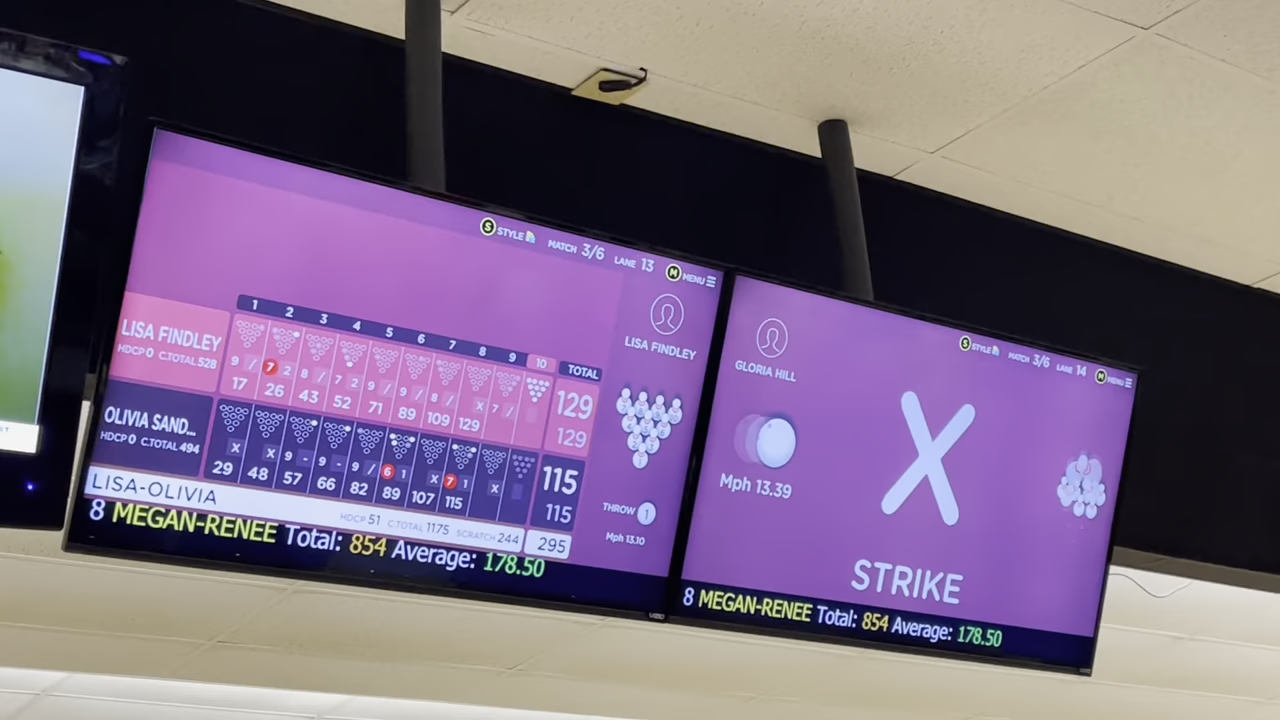 S STYLE MATCH 3/6 LANE 13 M MENU
1 2 3 4 5 6 7 8 9 10 TOTAL
LISA FINDLEY
HDCP 0 C.TOTAL 528
9 / 7 2 8 / 7 2 9 / 9 / 8 / X 7 /
17 26 43 52 71 89 109 129
129
129
OLIVIA SAND...
HDCP 0 C.TOTAL 494
X X 9 - 9 - 9 / 6 1 X 7 1 X
29 48 57 66 82 89 107 115
115
115
LISA-OLIVIA
HDCP 51 C.TOTAL 1175 SCRATCH 244 295
8 MEGAN-RENEE Total: 854 Average: 178.50
LISA FINDLEY
THROW 1
Mph 13.10
S STYLE MATCH 3/6 LANE 14 M MENU
GLORIA HILL
Mph 13.39
X
STRIKE
8 MEGAN-RENEE Total: 854 Average: 178.50